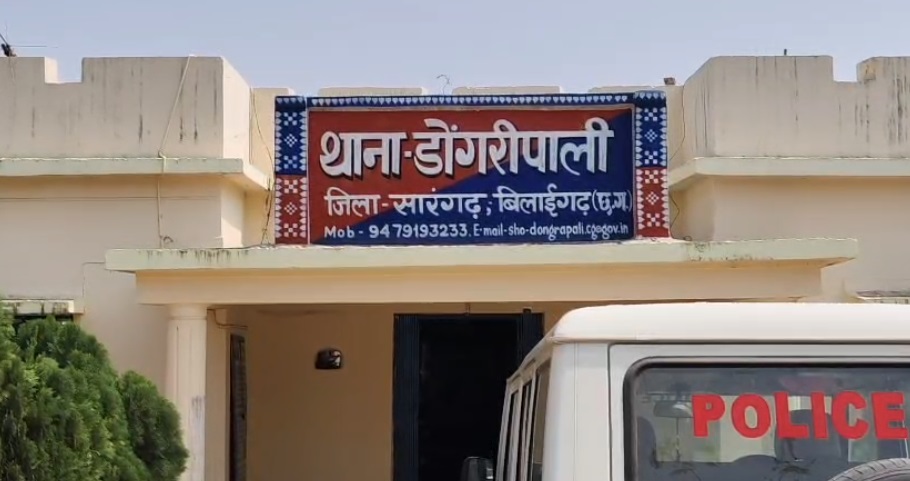 थाना-डोंगरीपाली
जिला-सारंगढ़, बिलाईगढ़(छ.ग.)
Mob - 9479193233. E-mail-sho-dongrapali.cg@gov.in
POLICE